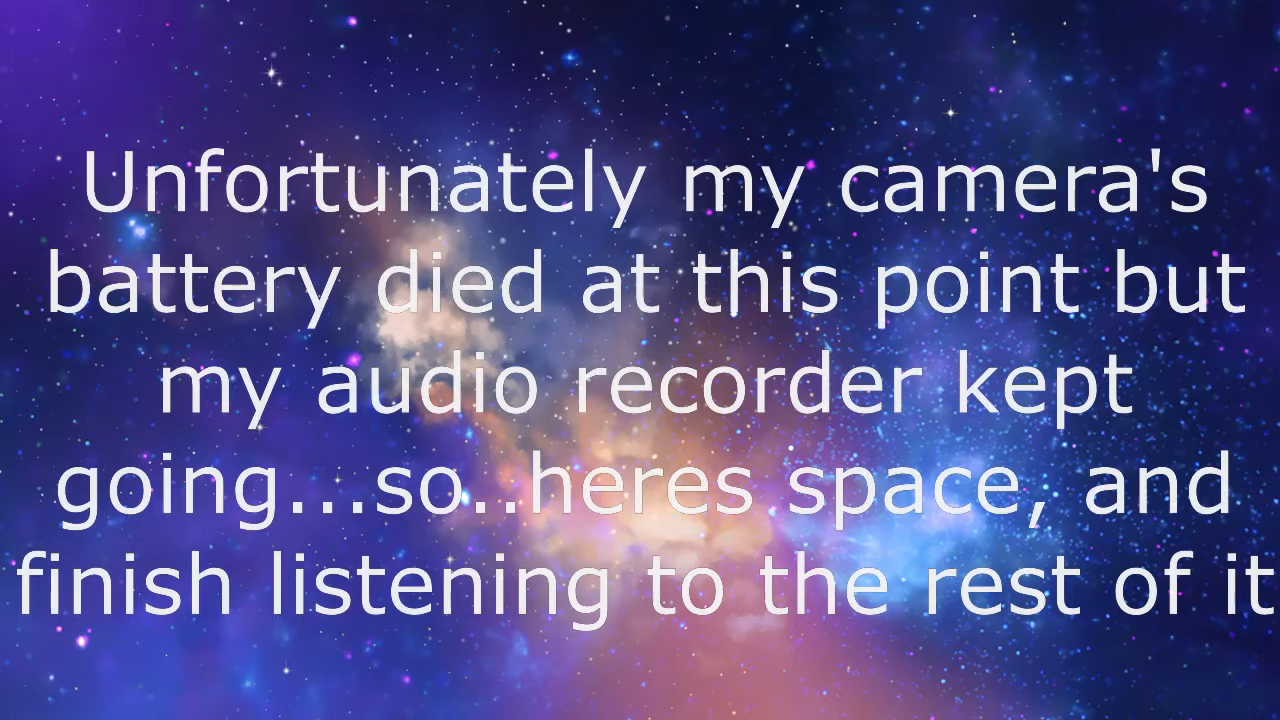 Unfortunately my camera's
battery died at this point but
my audio recorder kept
going...so..heres space, and
finish listening to the rest of it